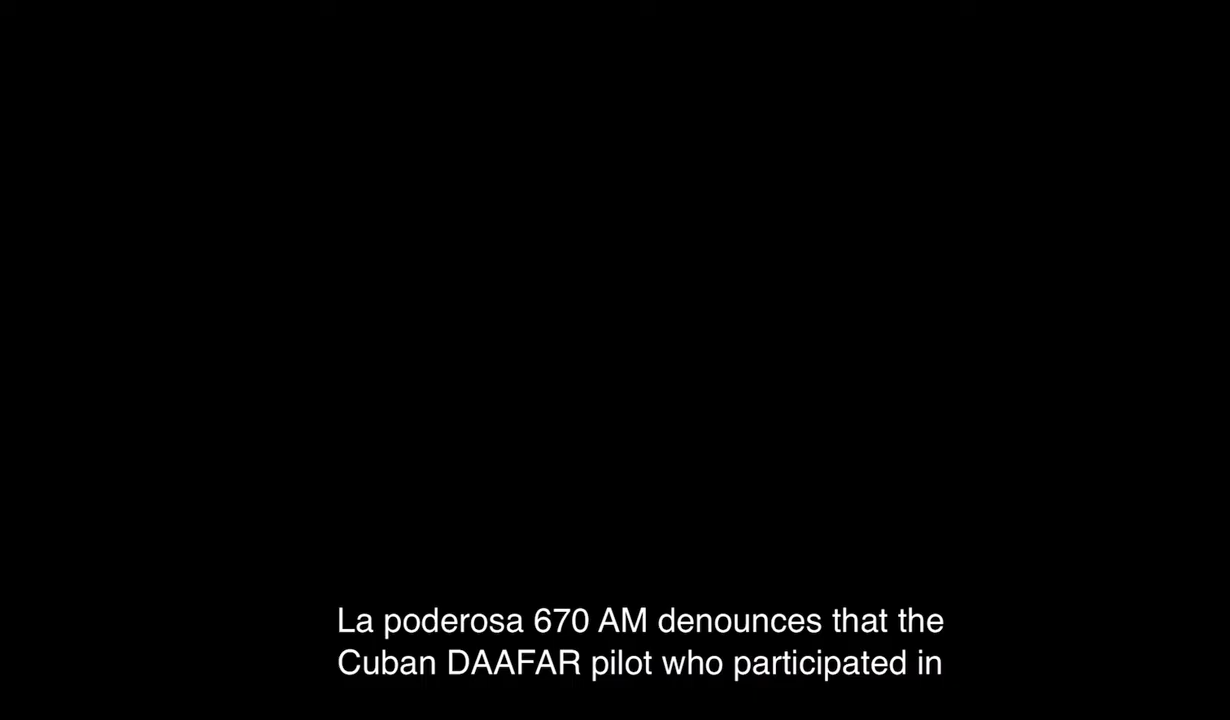 La poderosa 670 AM denounces that the
Cuban DAAFAR pilot who participated in